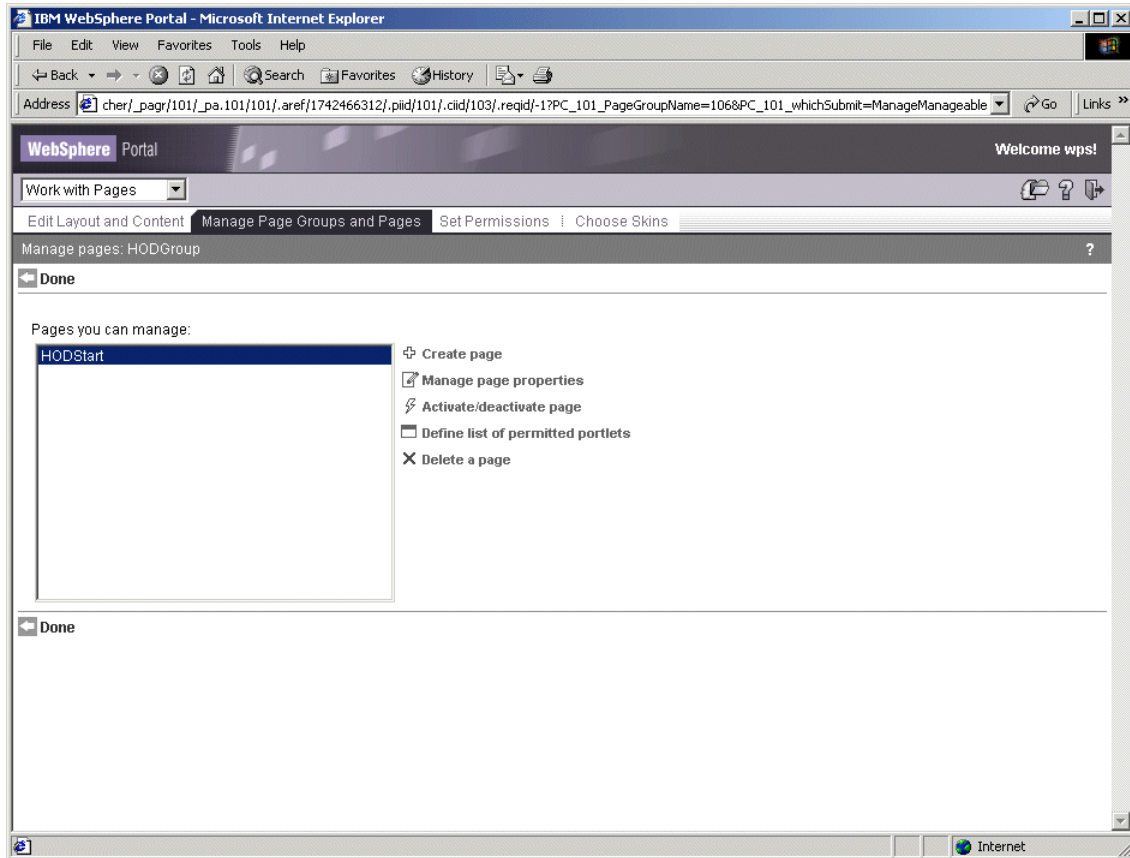 IBM WebSphere Portal - Microsoft Internet Explorer
File Edit View Favorites Tools Help
Back Search Favorites History
Address cher/_pagr/101/_pa.101/101/.aref/1742466312/.piid/101/.ciid/103/.reqid/-1?PC_101_PageGroupName=106&PC_101_whichSubmit=ManageManageable Go Links »
WebSphere Portal Welcome wps!
Work with Pages ?
Edit Layout and Content Manage Page Groups and Pages Set Permissions Choose Skins
Manage pages: HODGroup ?
Done
Pages you can manage:
HODStart
Create page
Manage page properties
Activate/deactivate page
Define list of permitted portlets
Delete a page
Done
Internet